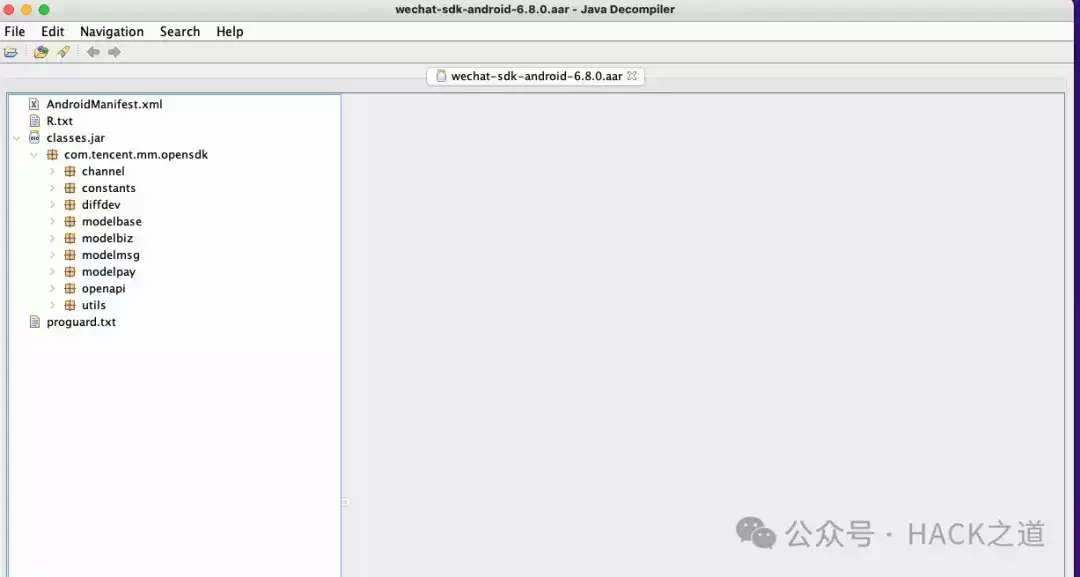 wechat-sdk-android-6.8.0.aar - Java Decompiler
File Edit Navigation Search Help
wechat-sdk-android-6.8.0.aar
AndroidManifest.xml
R.txt
classes.jar
com.tencent.mm.opensdk
channel
constants
diffdev
modelbase
modelbiz
modelmsg
modelpay
openapi
utils
proguard.txt
公众号 · HACK之道